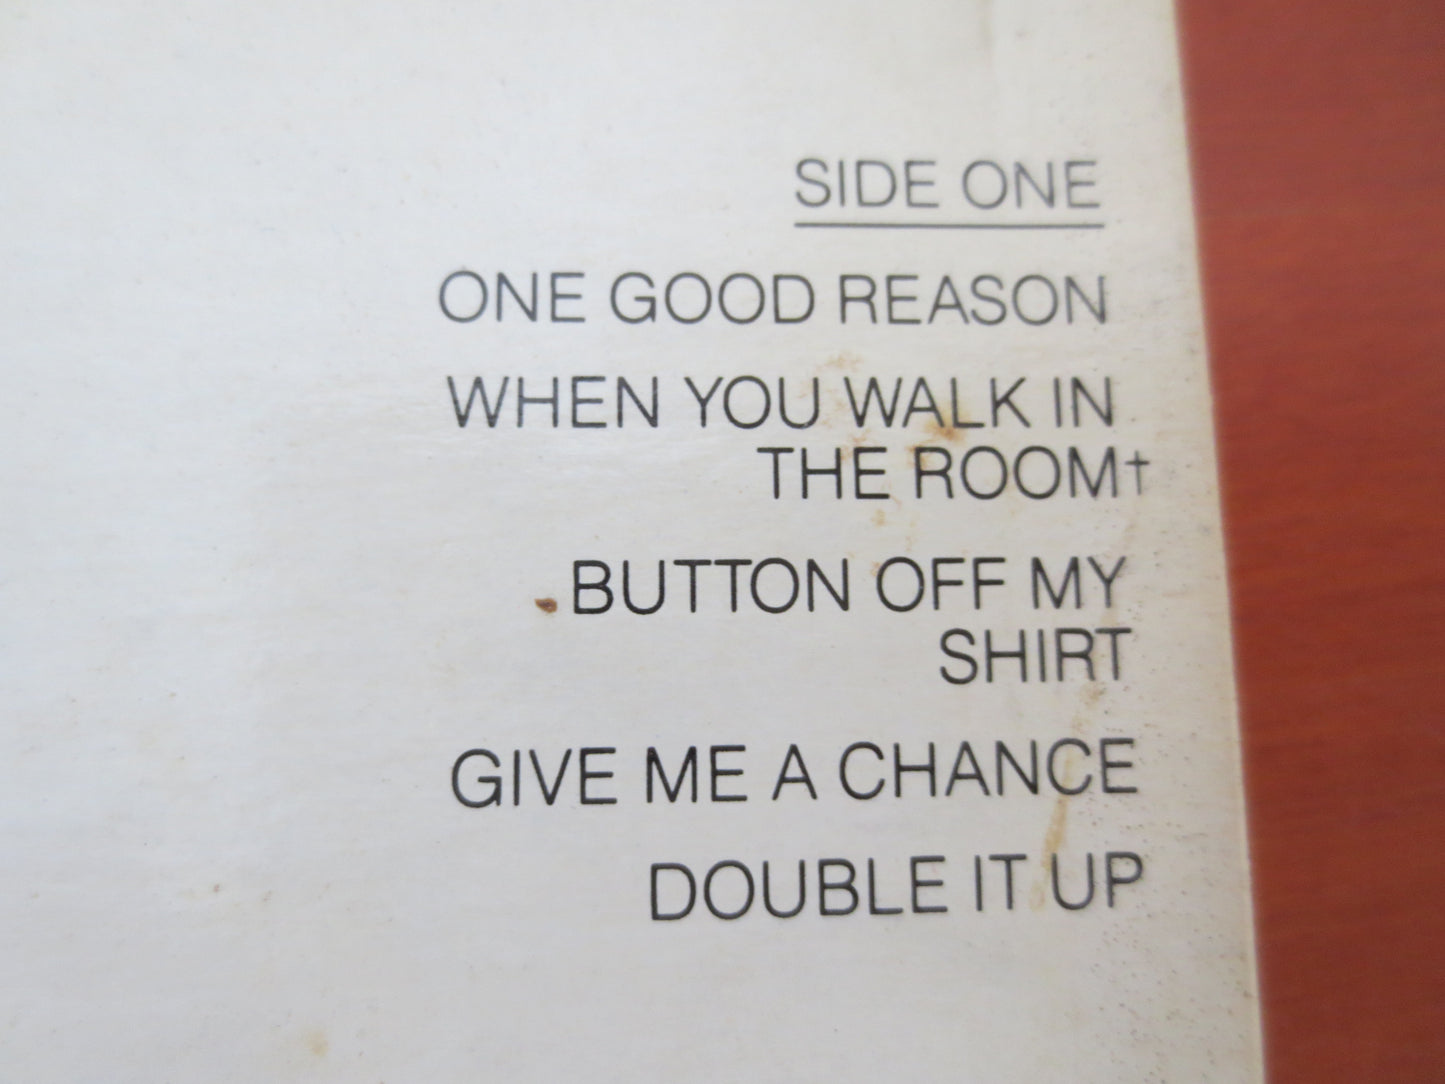 SIDE ONE
ONE GOOD REASON
WHEN YOU WALK IN
THE ROOM†
BUTTON OFF MY
SHIRT
GIVE ME A CHANCE
DOUBLE IT UP